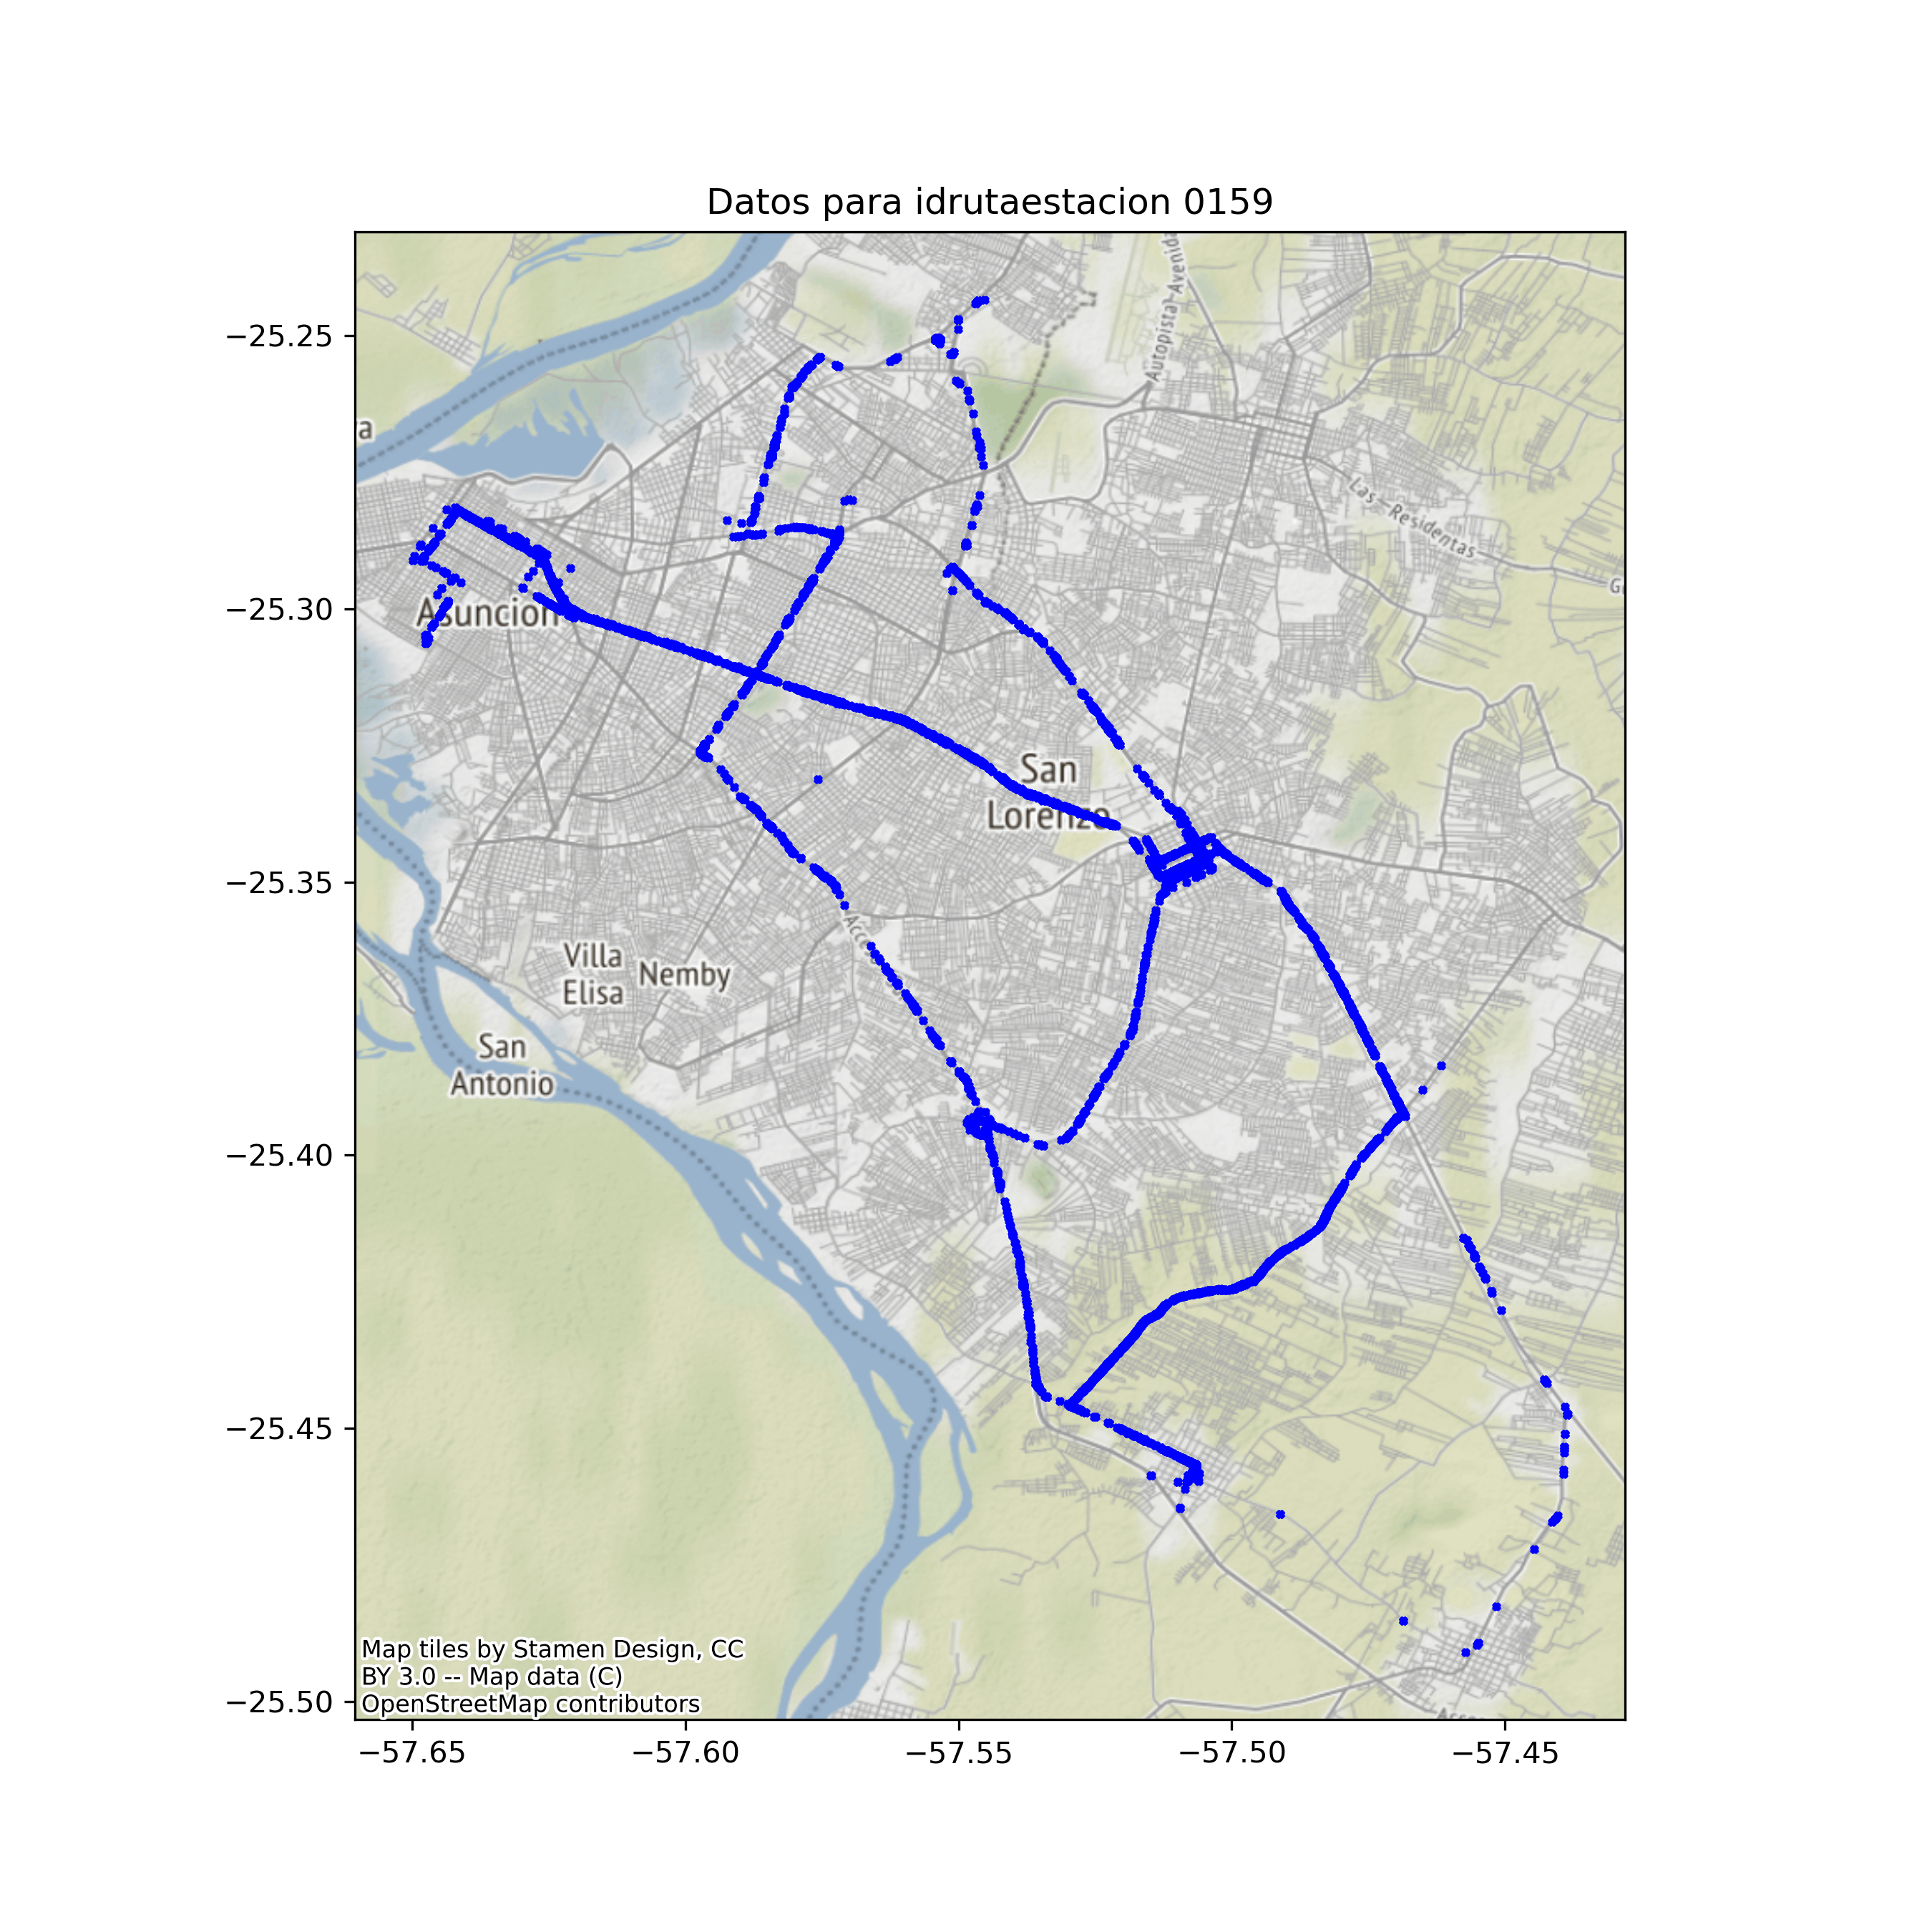 Datos para idrutaestacion 0159
−25.25
−25.30
−25.35
−25.40
−25.45
−25.50
Autopista-Avenida
Las-Residentas
Asuncion
San
Lorenzo
Villa
Elisa
Nemby
San
Antonio
Map tiles by Stamen Design, CC
BY 3.0 -- Map data (C)
OpenStreetMap contributors
−57.65
−57.60
−57.55
−57.50
−57.45